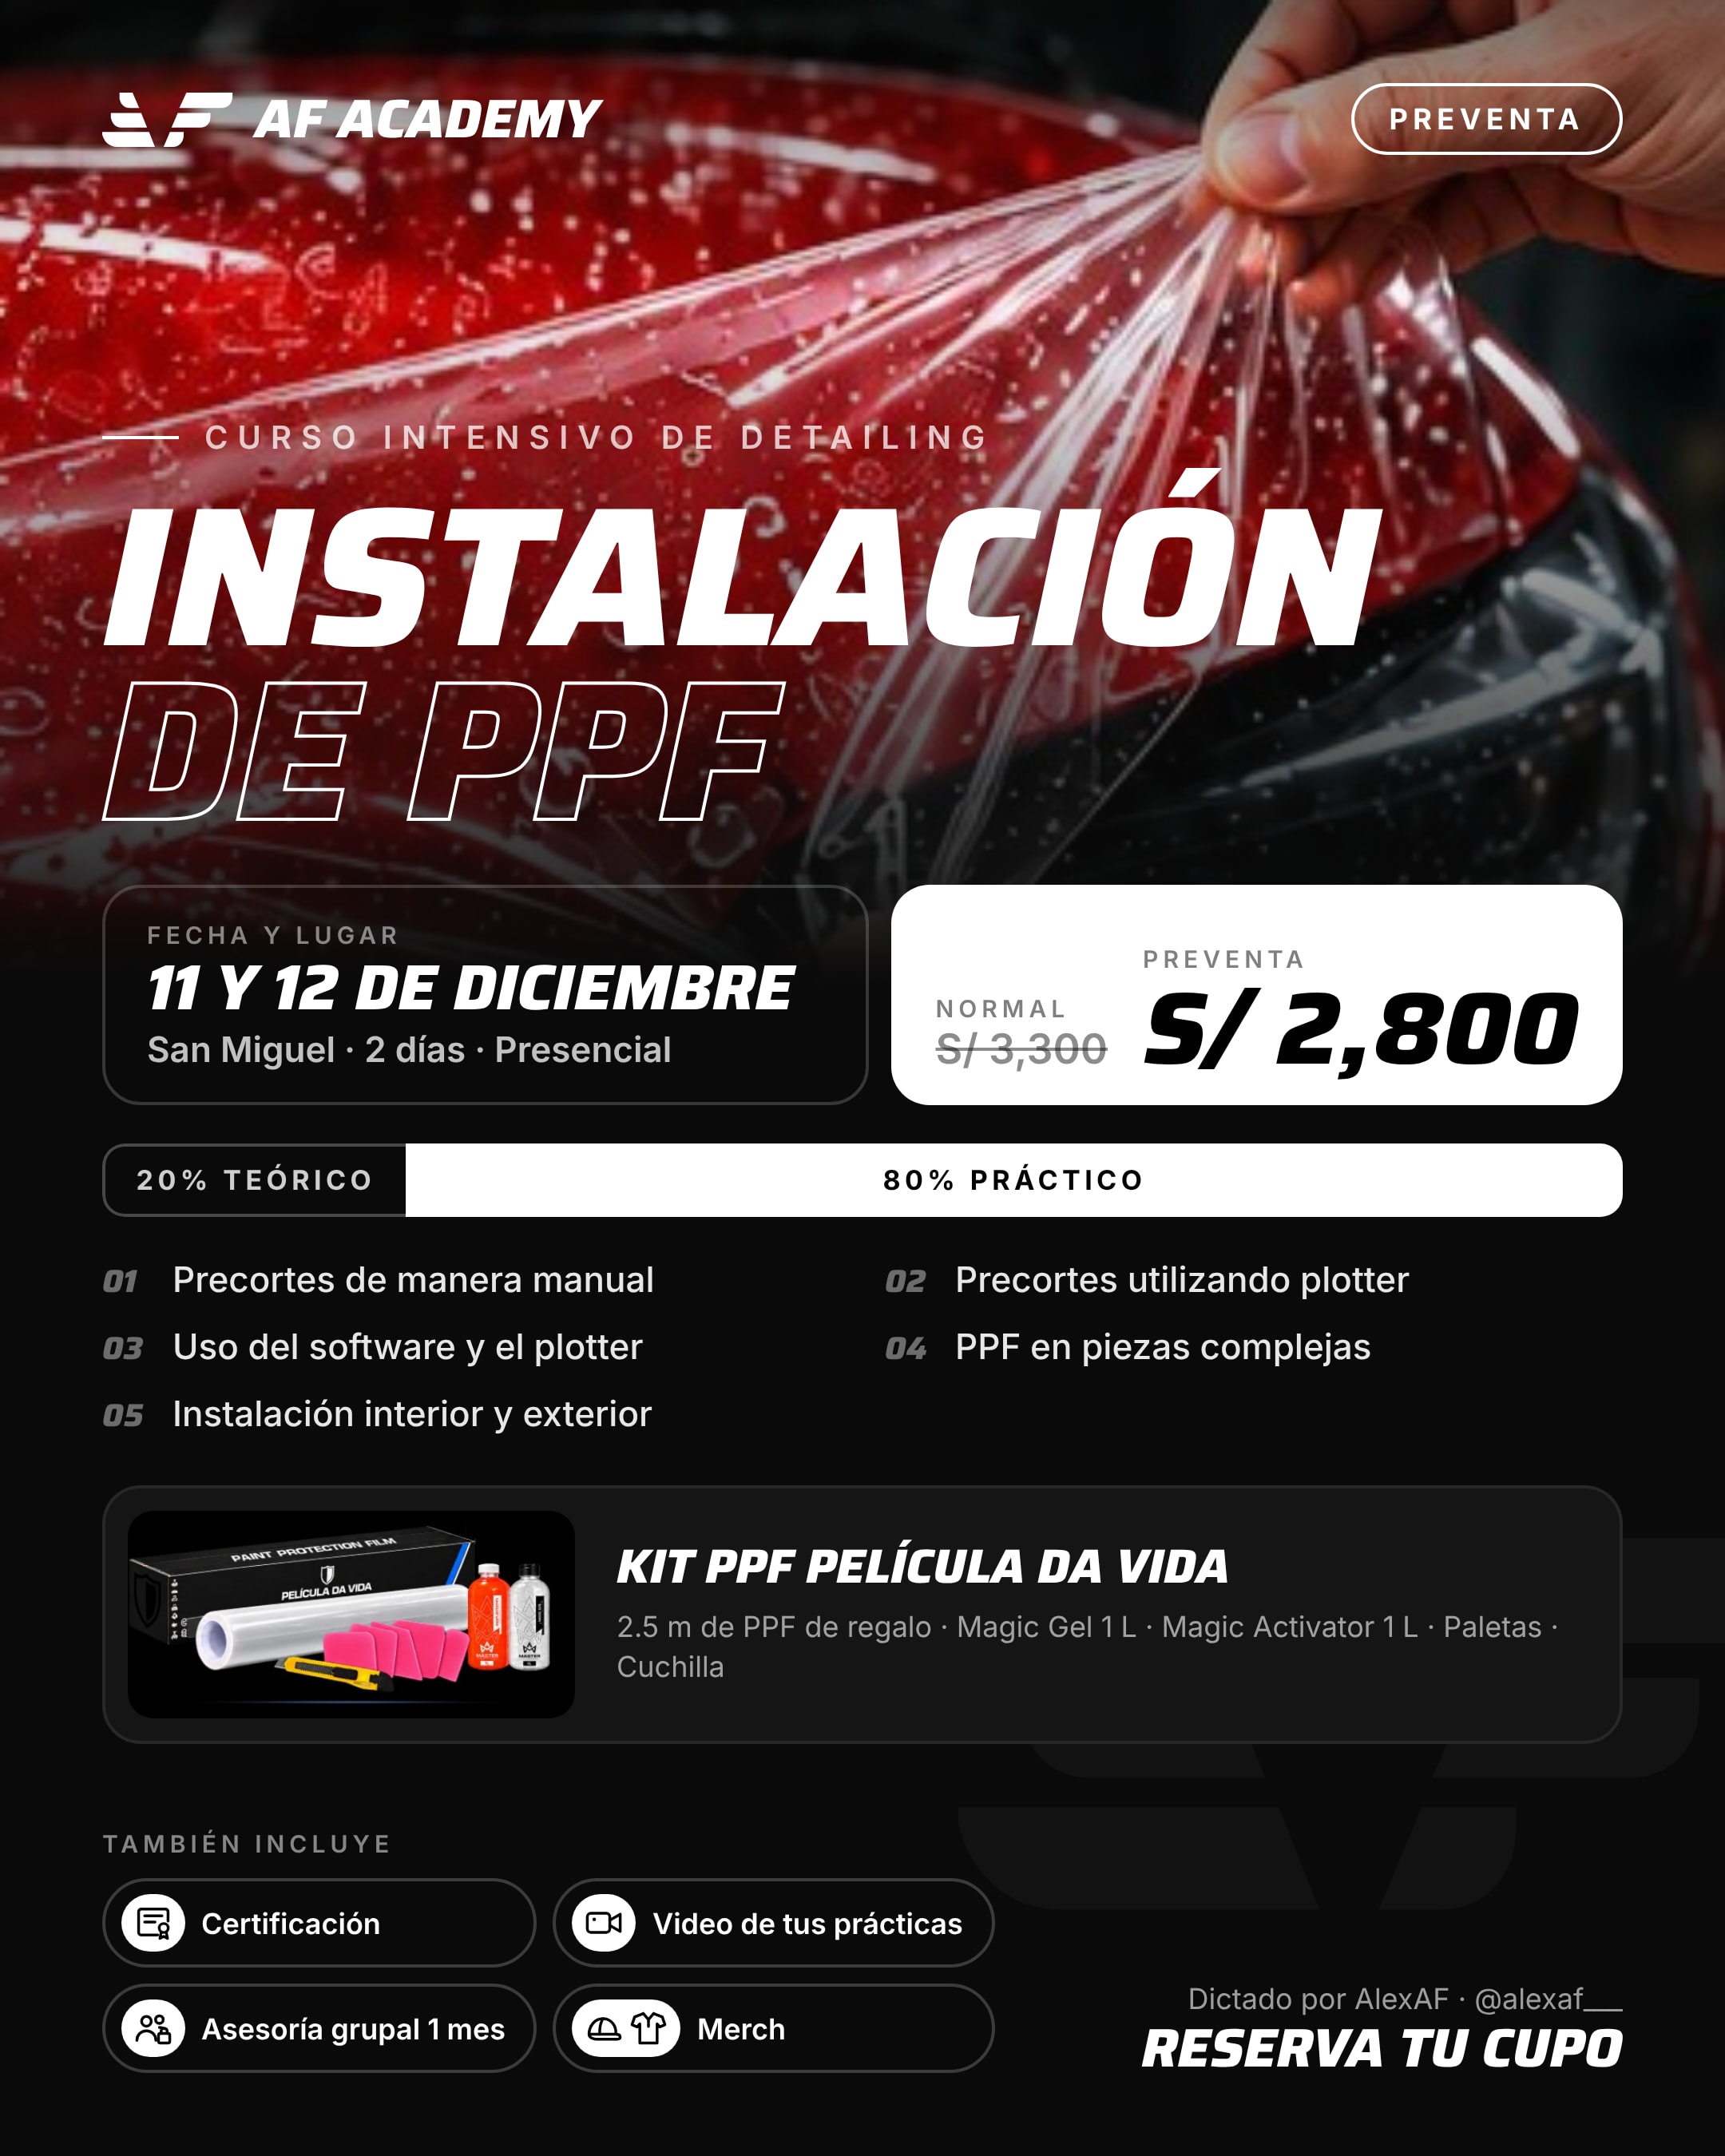 AF ACADEMY
PREVENTA
CURSO INTENSIVO DE DETAILING
INSTALACIÓN
DE PPF
FECHA Y LUGAR
11 Y 12 DE DICIEMBRE
San Miguel · 2 días · Presencial
NORMAL
S/ 3,300
PREVENTA
S/ 2,800
20% TEÓRICO
80% PRÁCTICO
01 Precortes de manera manual
02 Precortes utilizando plotter
03 Uso del software y el plotter
04 PPF en piezas complejas
05 Instalación interior y exterior
PAINT PROTECTION FILM
PELÍCULA DA VIDA
MASTER
MASTER
KIT PPF PELÍCULA DA VIDA
2.5 m de PPF de regalo · Magic Gel 1 L · Magic Activator 1 L · Paletas ·
Cuchilla
TAMBIÉN INCLUYE
Certificación
Video de tus prácticas
Asesoría grupal 1 mes
Merch
Dictado por AlexAF · @alexaf__
RESERVA TU CUPO